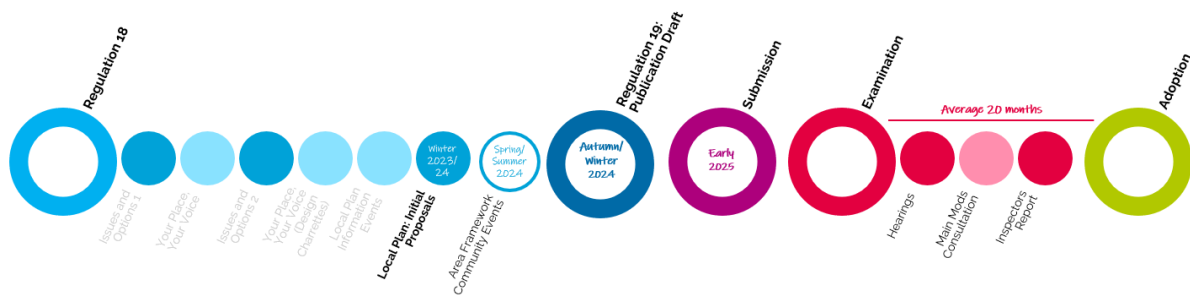 Regulation 18
Issues and
Options 1
Your Place,
Your Voice
Issues and
Options 2
Your Place,
Your Voice
(Design
Charrettes)
Local Plan
Information
Events
Winter
2023/
24
Local Plan: Initial
Proposals
Spring/
Summer
2024
Area Framework
Community Events
Regulation 19:
Publication Draft
Autumn/
Winter
2024
Submission
Early
2025
Examination
Average 20 months
Hearings
Main Mods
Consultation
Inspectors
Report
Adoption